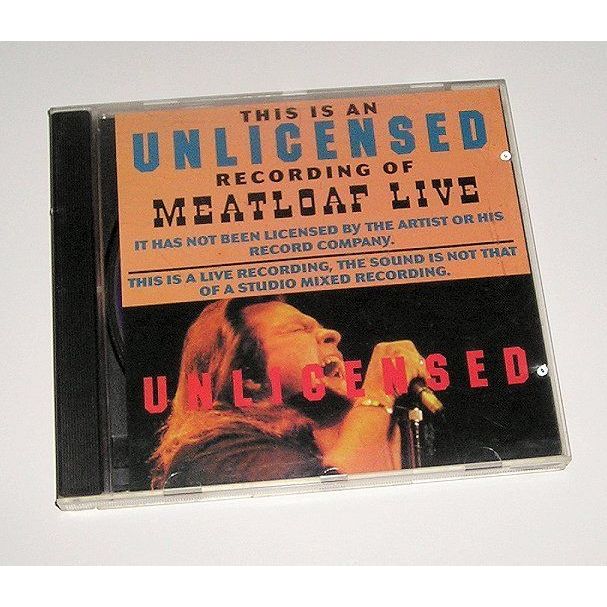 THIS IS AN
UNLICENSED
RECORDING OF
MEATLOAF LIVE
IT HAS NOT BEEN LICENSED BY THE ARTIST OR HIS
RECORD COMPANY.
THIS IS A LIVE RECORDING, THE SOUND IS NOT THAT
OF A STUDIO MIXED RECORDING.
UNLICENSED